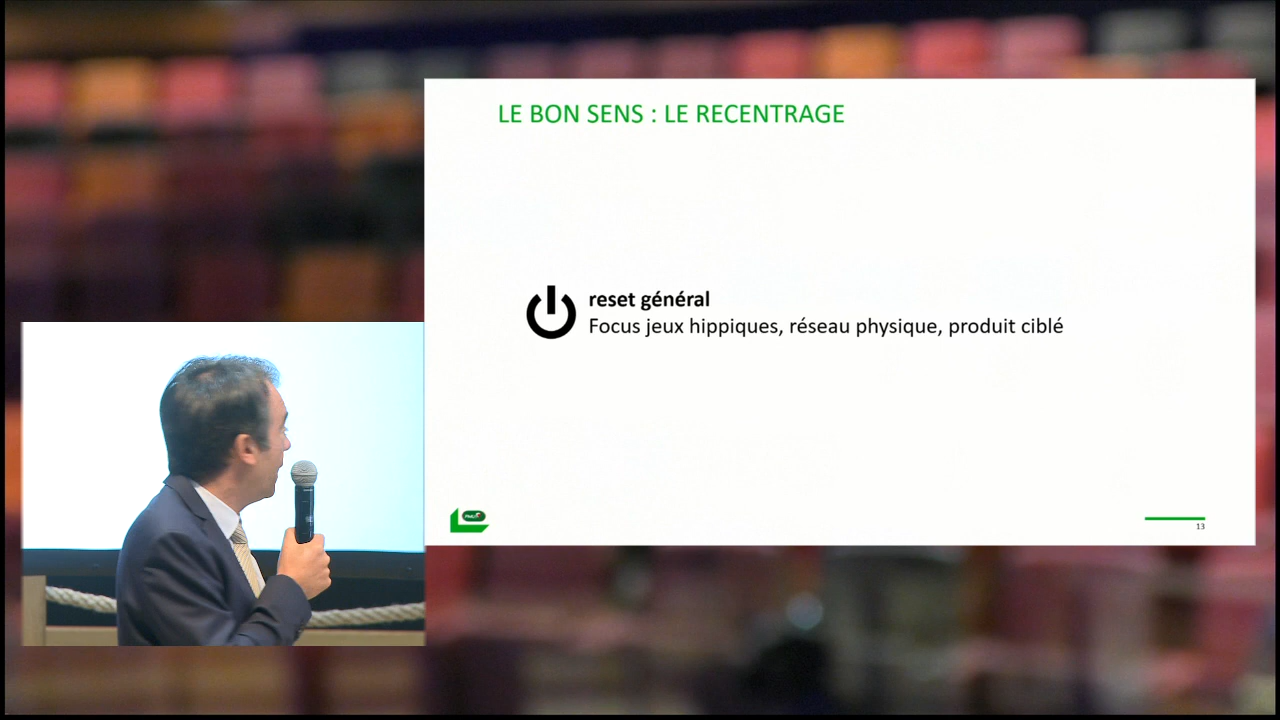 LE BON SENS : LE RECENTRAGE
reset général
Focus jeux hippiques, réseau physique, produit ciblé
13